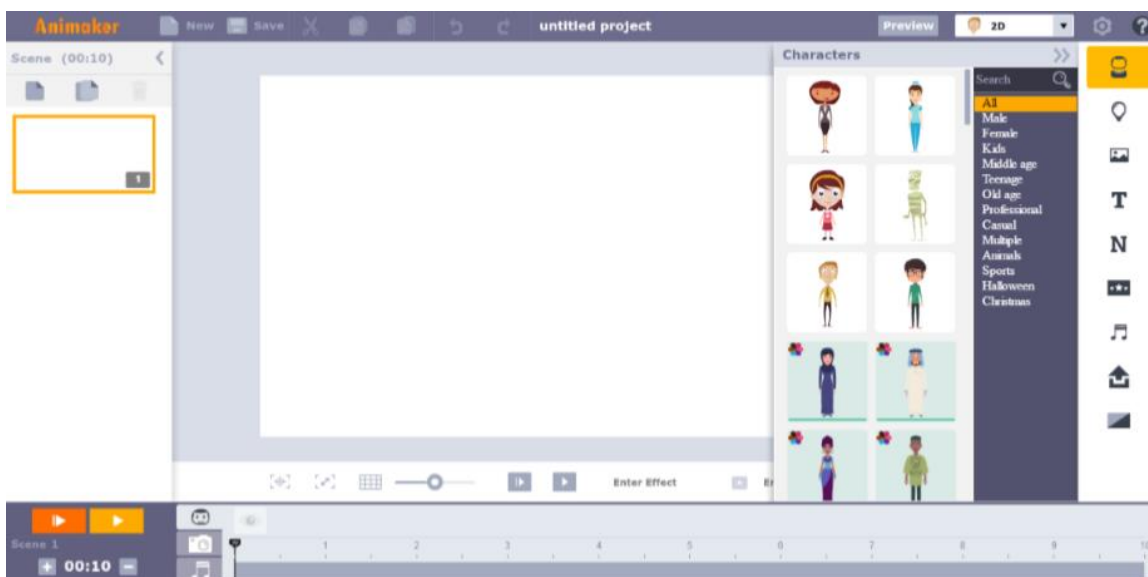 Animaker New Save untitled project Preview 2D ?
Scene (00:10)
1
Characters
Search
All
Male
Female
Kids
Middle age
Teenage
Old age
Professional
Casual
Multiple
Animals
Sports
Halloween
Christmas
T
N
Enter Effect
Scene 1
00:10
1 2 3 4 5 6 7 8 9 10